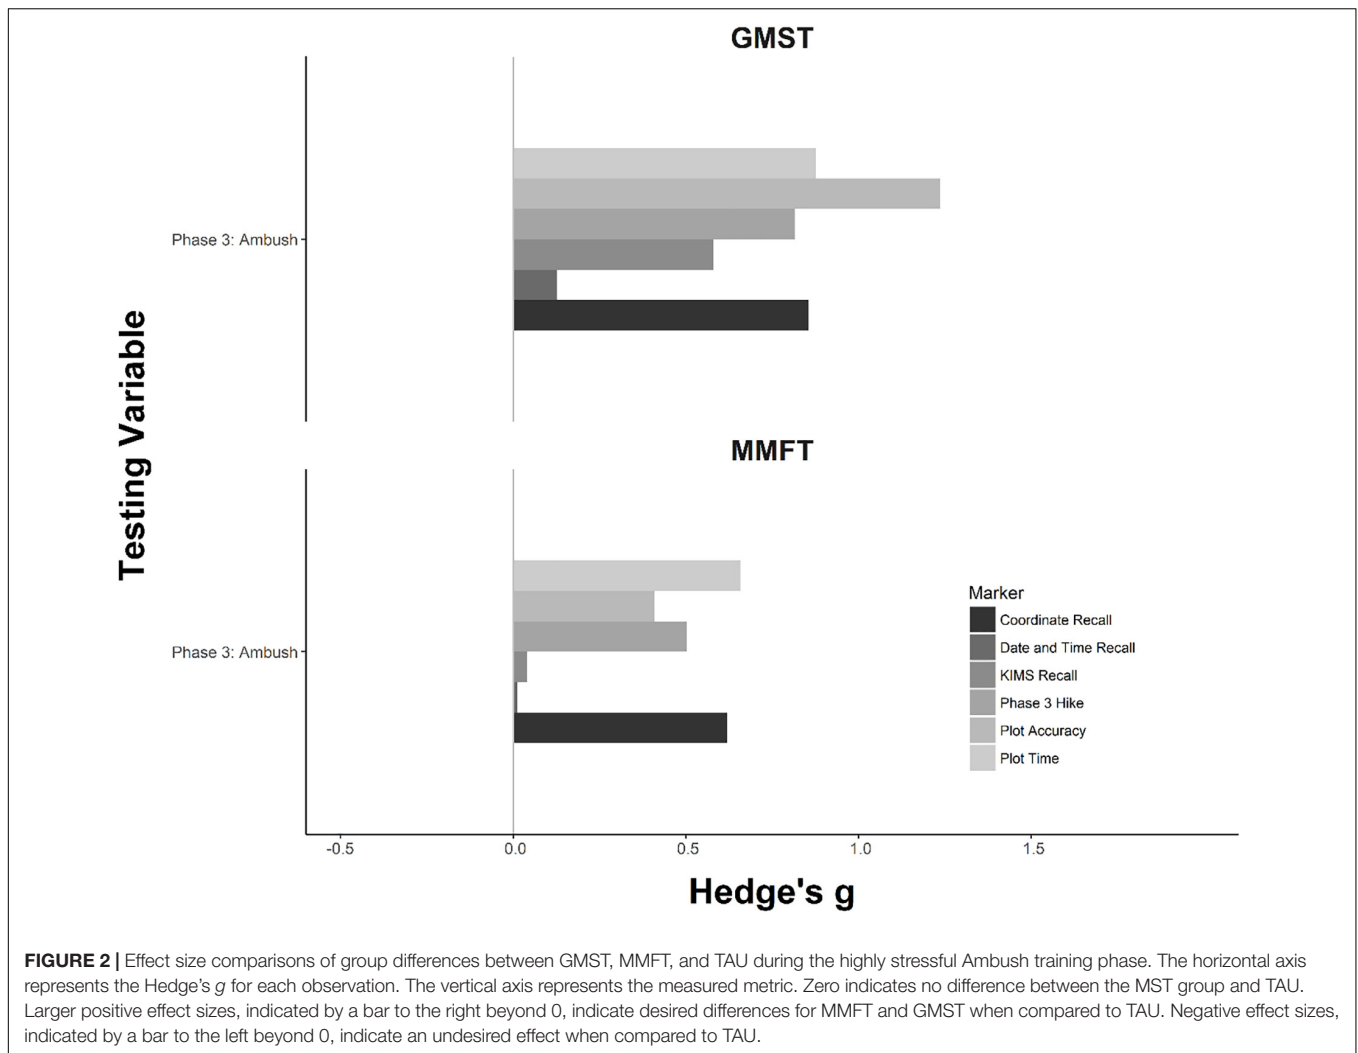 GMST
Phase 3: Ambush
Testing Variable
MMFT
Phase 3: Ambush
Marker
Coordinate Recall
Date and Time Recall
KIMS Recall
Phase 3 Hike
Plot Accuracy
Plot Time
-0.5 0.0 0.5 1.0 1.5
Hedge's g
FIGURE 2 | Effect size comparisons of group differences between GMST, MMFT, and TAU during the highly stressful Ambush training phase. The horizontal axis
represents the Hedge's g for each observation. The vertical axis represents the measured metric. Zero indicates no difference between the MST group and TAU.
Larger positive effect sizes, indicated by a bar to the right beyond 0, indicate desired differences for MMFT and GMST when compared to TAU. Negative effect sizes,
indicated by a bar to the left beyond 0, indicate an undesired effect when compared to TAU.